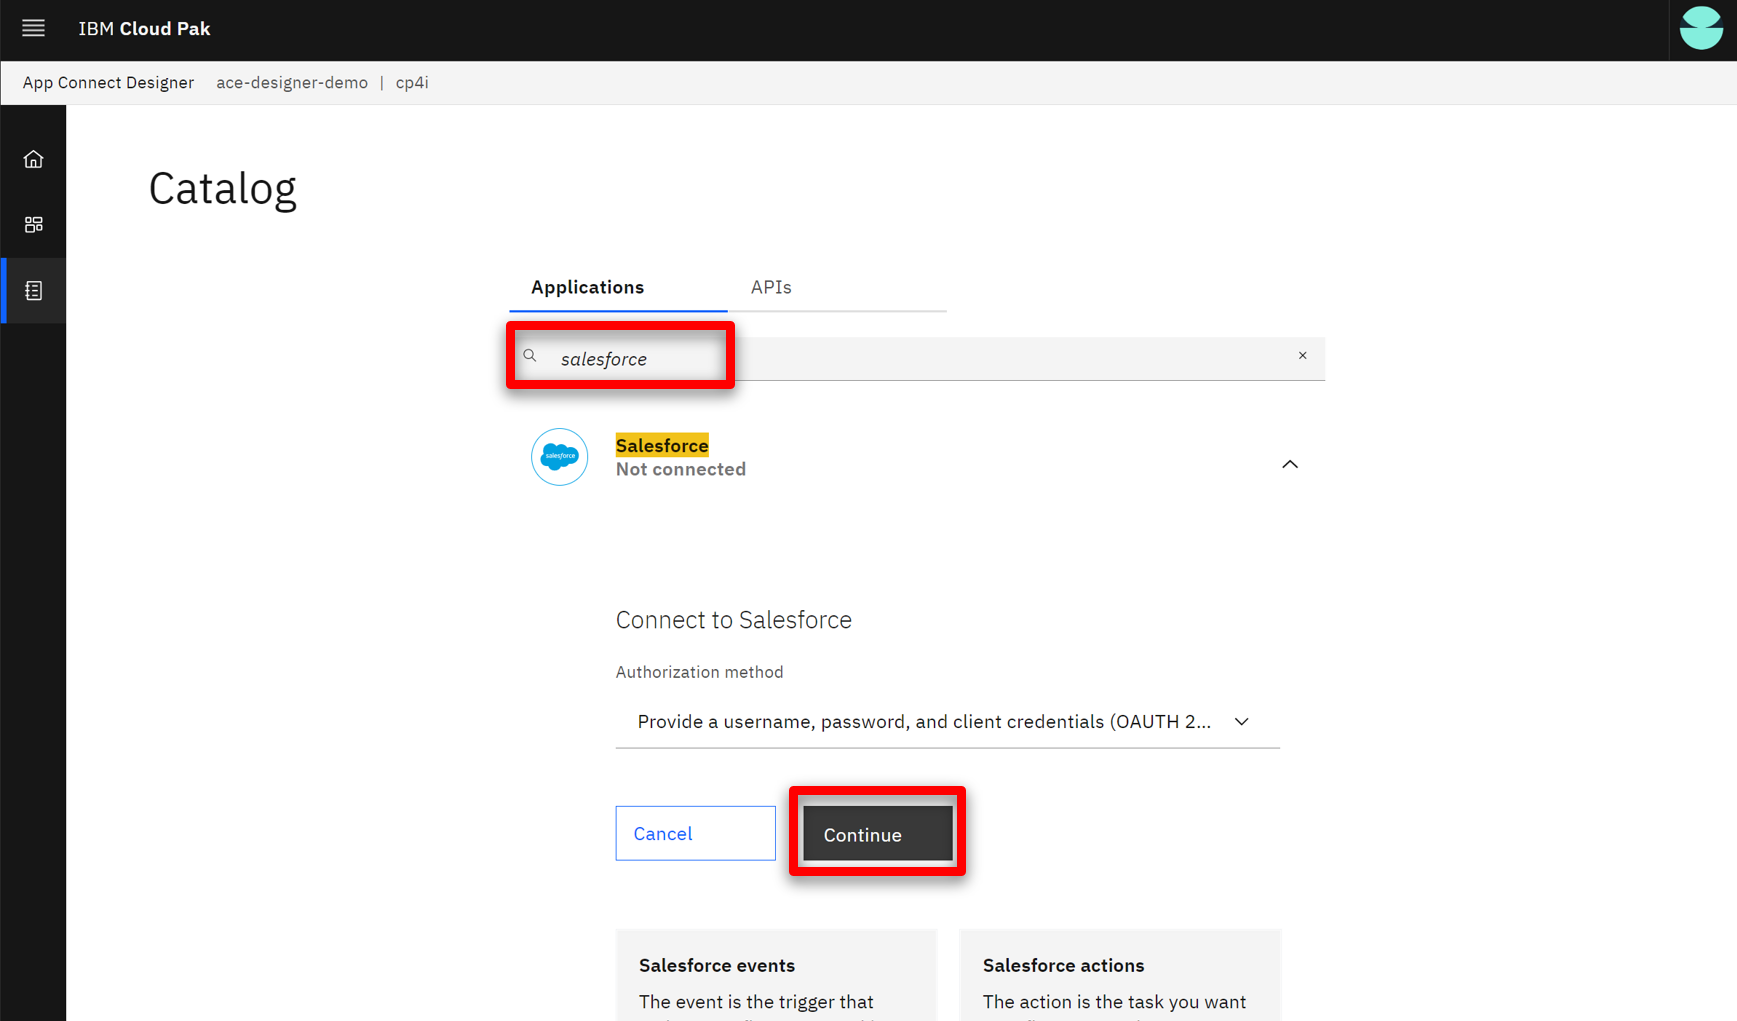 IBM Cloud Pak
App Connect Designer ace-designer-demo | cp4i
Catalog
Applications APIs
salesforce
salesforce
Salesforce
Not connected
Connect to Salesforce
Authorization method
Provide a username, password, and client credentials (OAUTH 2...
Cancel Continue
Salesforce events
The event is the trigger that
Salesforce actions
The action is the task you want